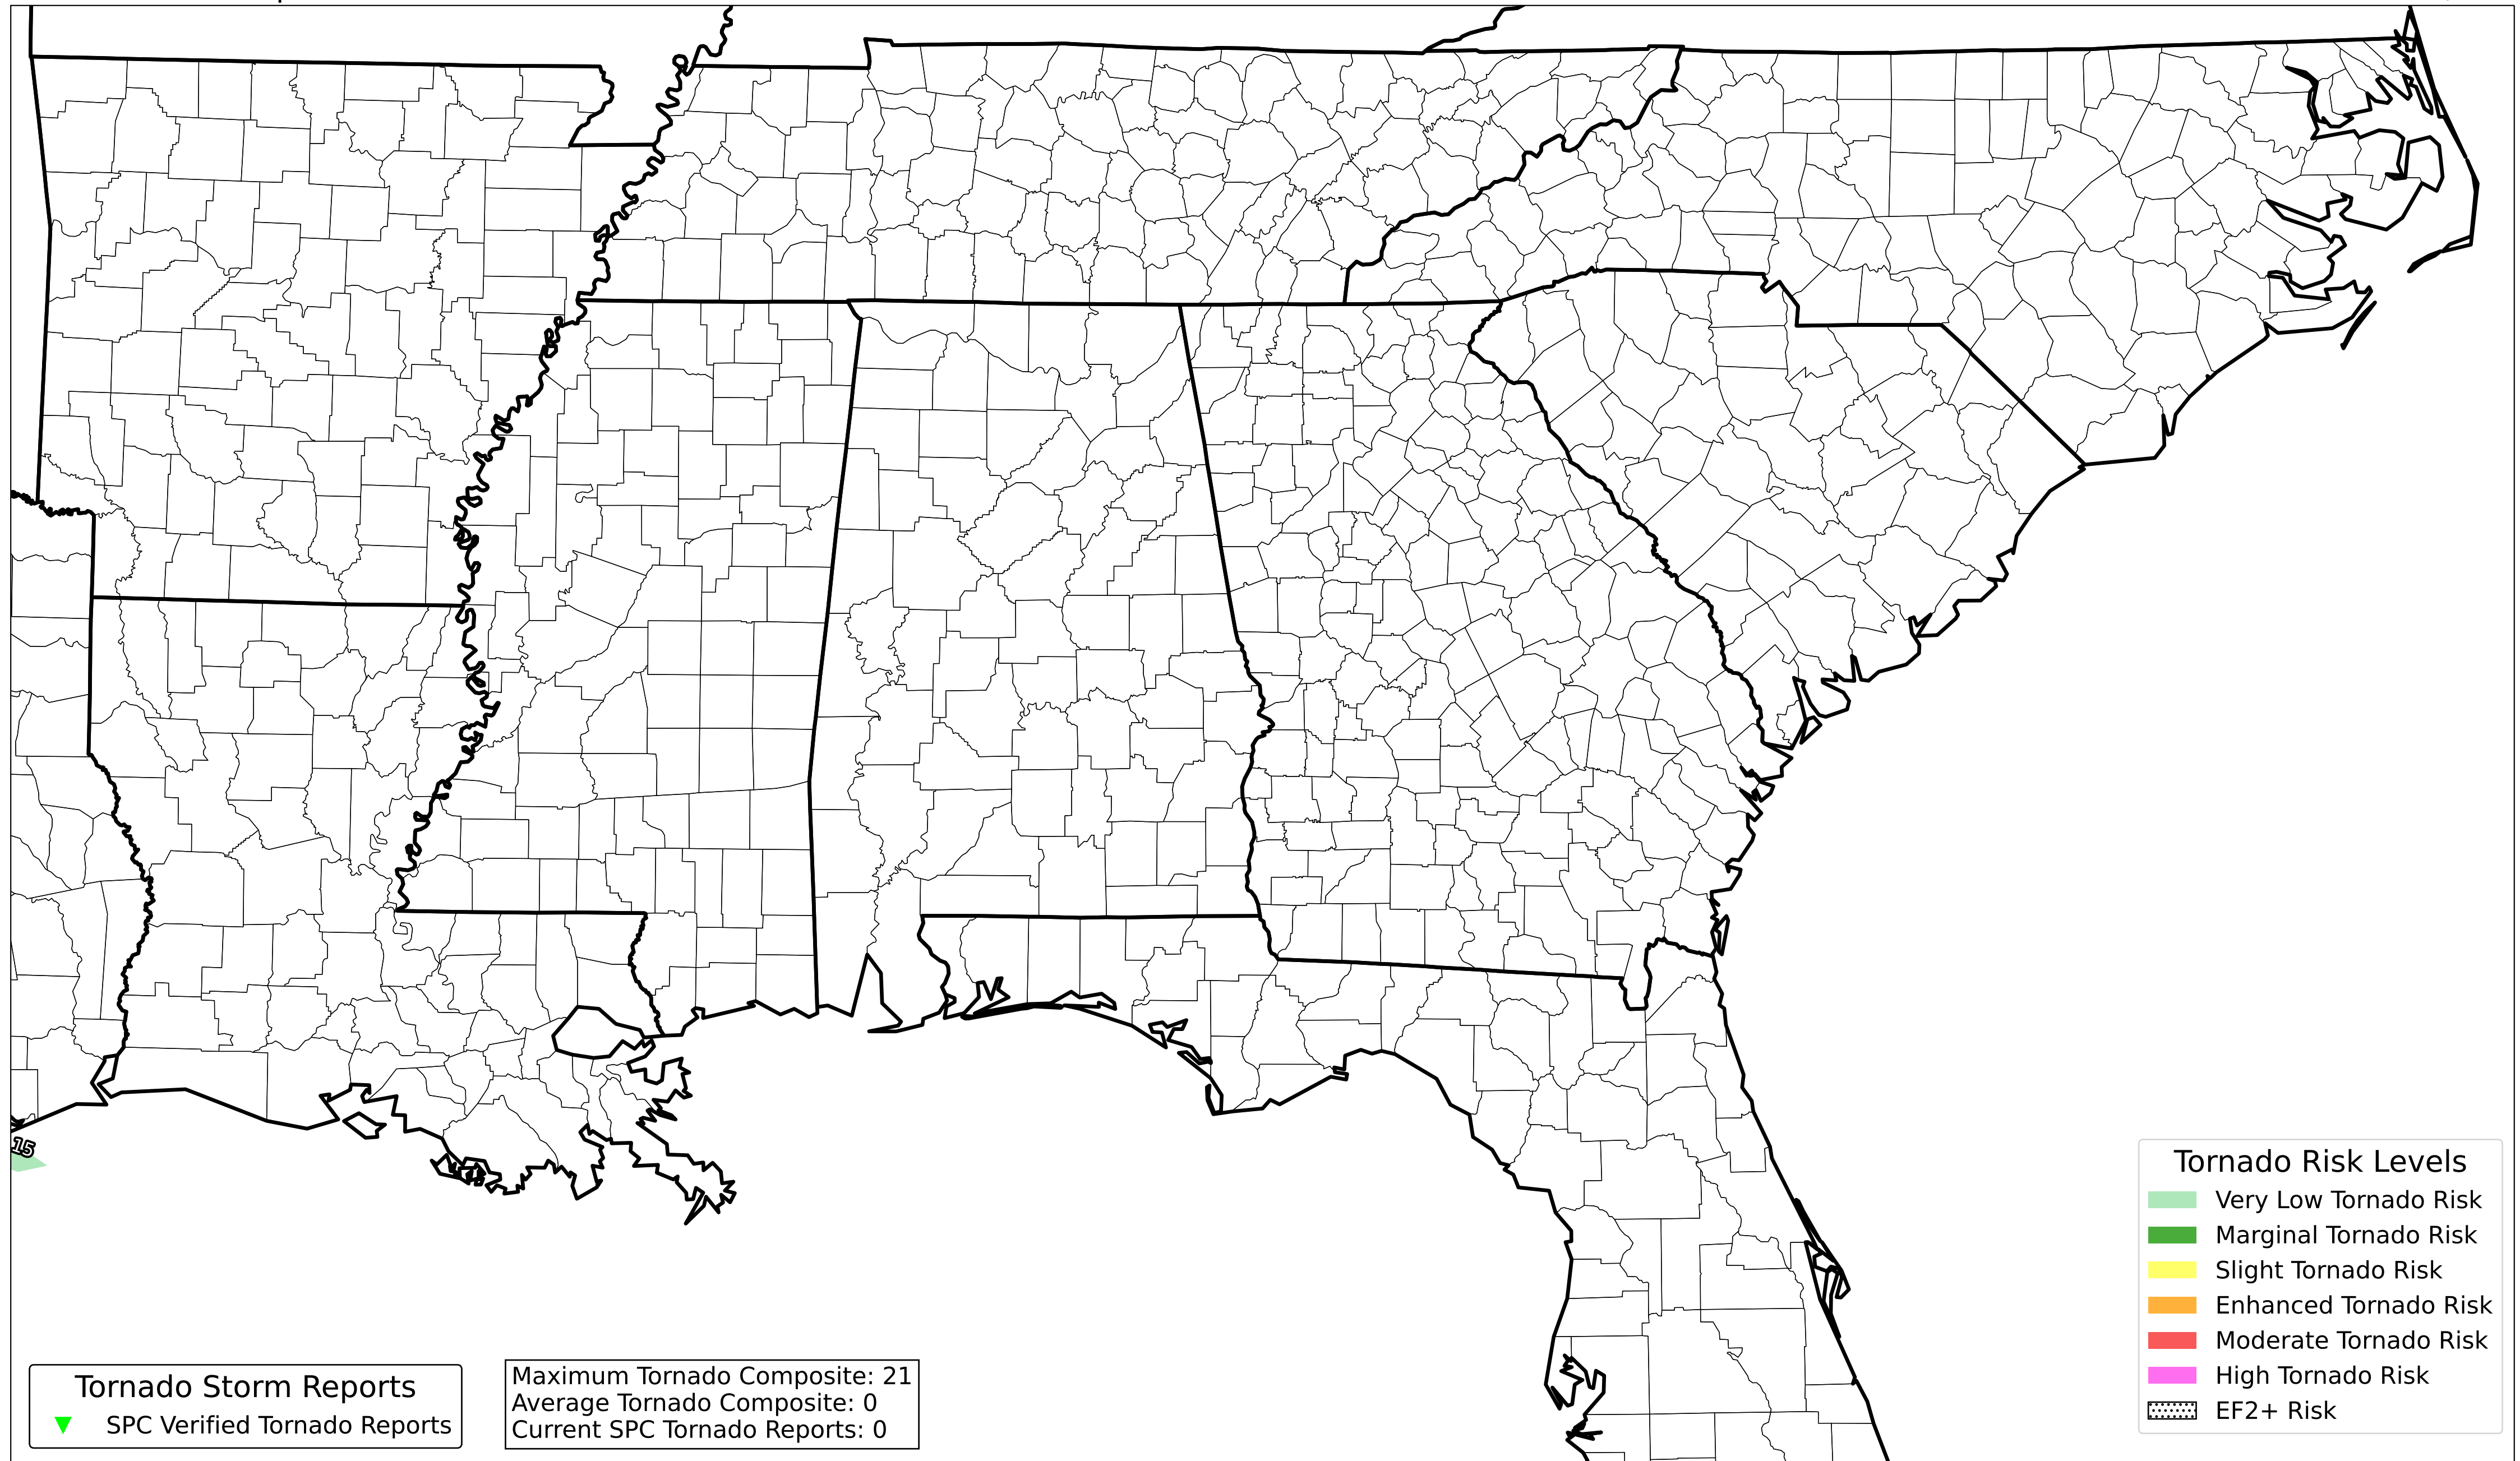 15
Tornado Risk Levels
Very Low Tornado Risk
Marginal Tornado Risk
Slight Tornado Risk
Enhanced Tornado Risk
Moderate Tornado Risk
High Tornado Risk
EF2+ Risk
Tornado Storm Reports
SPC Verified Tornado Reports
Maximum Tornado Composite: 21
Average Tornado Composite: 0
Current SPC Tornado Reports: 0